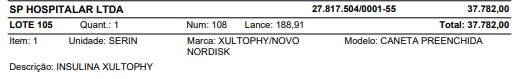 SP HOSPITALAR LTDA 27.817.504/0001-55 37.782,00
LOTE 105 Quant.: 1 Num: 108 Lance: 188,91 Total: 37.782,00
Item: 1 Unidade: SERIN Marca: XULTOPHY/NOVO NORDISK Modelo: CANETA PREENCHIDA
Descrição: INSULINA XULTOPHY